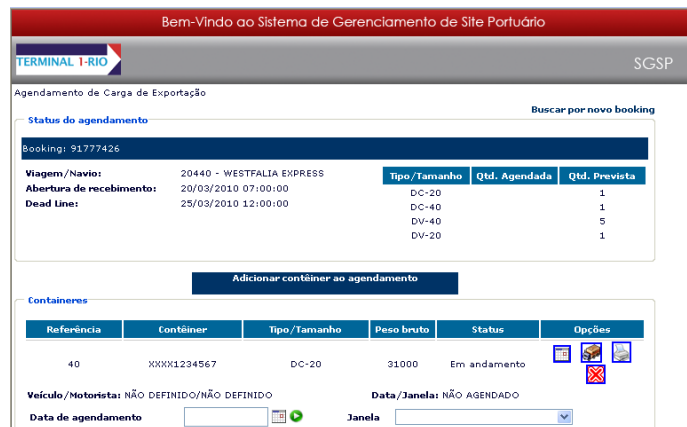 Bem-Vindo ao Sistema de Gerenciamento de Site Portuário
TERMINAL 1-RIO
SGSP
Agendamento de Carga de Exportação
Buscar por novo booking
Status do agendamento
Booking: 91777426
Viagem/Navio: 20440 - WESTFALIA EXPRESS
Abertura de recebimento: 20/03/2010 07:00:00
Dead Line: 25/03/2010 12:00:00
Tipo/Tamanho Qtd. Agendada Qtd. Prevista
DC-20 1
DC-40 1
DV-40 5
DV-20 1
Adicionar contêiner ao agendamento
Containeres
Referência Contêiner Tipo/Tamanho Peso bruto Status Opções
40 XXXX1234567 DC-20 31000 Em andamento
Veículo/Motorista: NÃO DEFINIDO/NÃO DEFINIDO Data/Janela: NÃO AGENDADO
Data de agendamento Janela